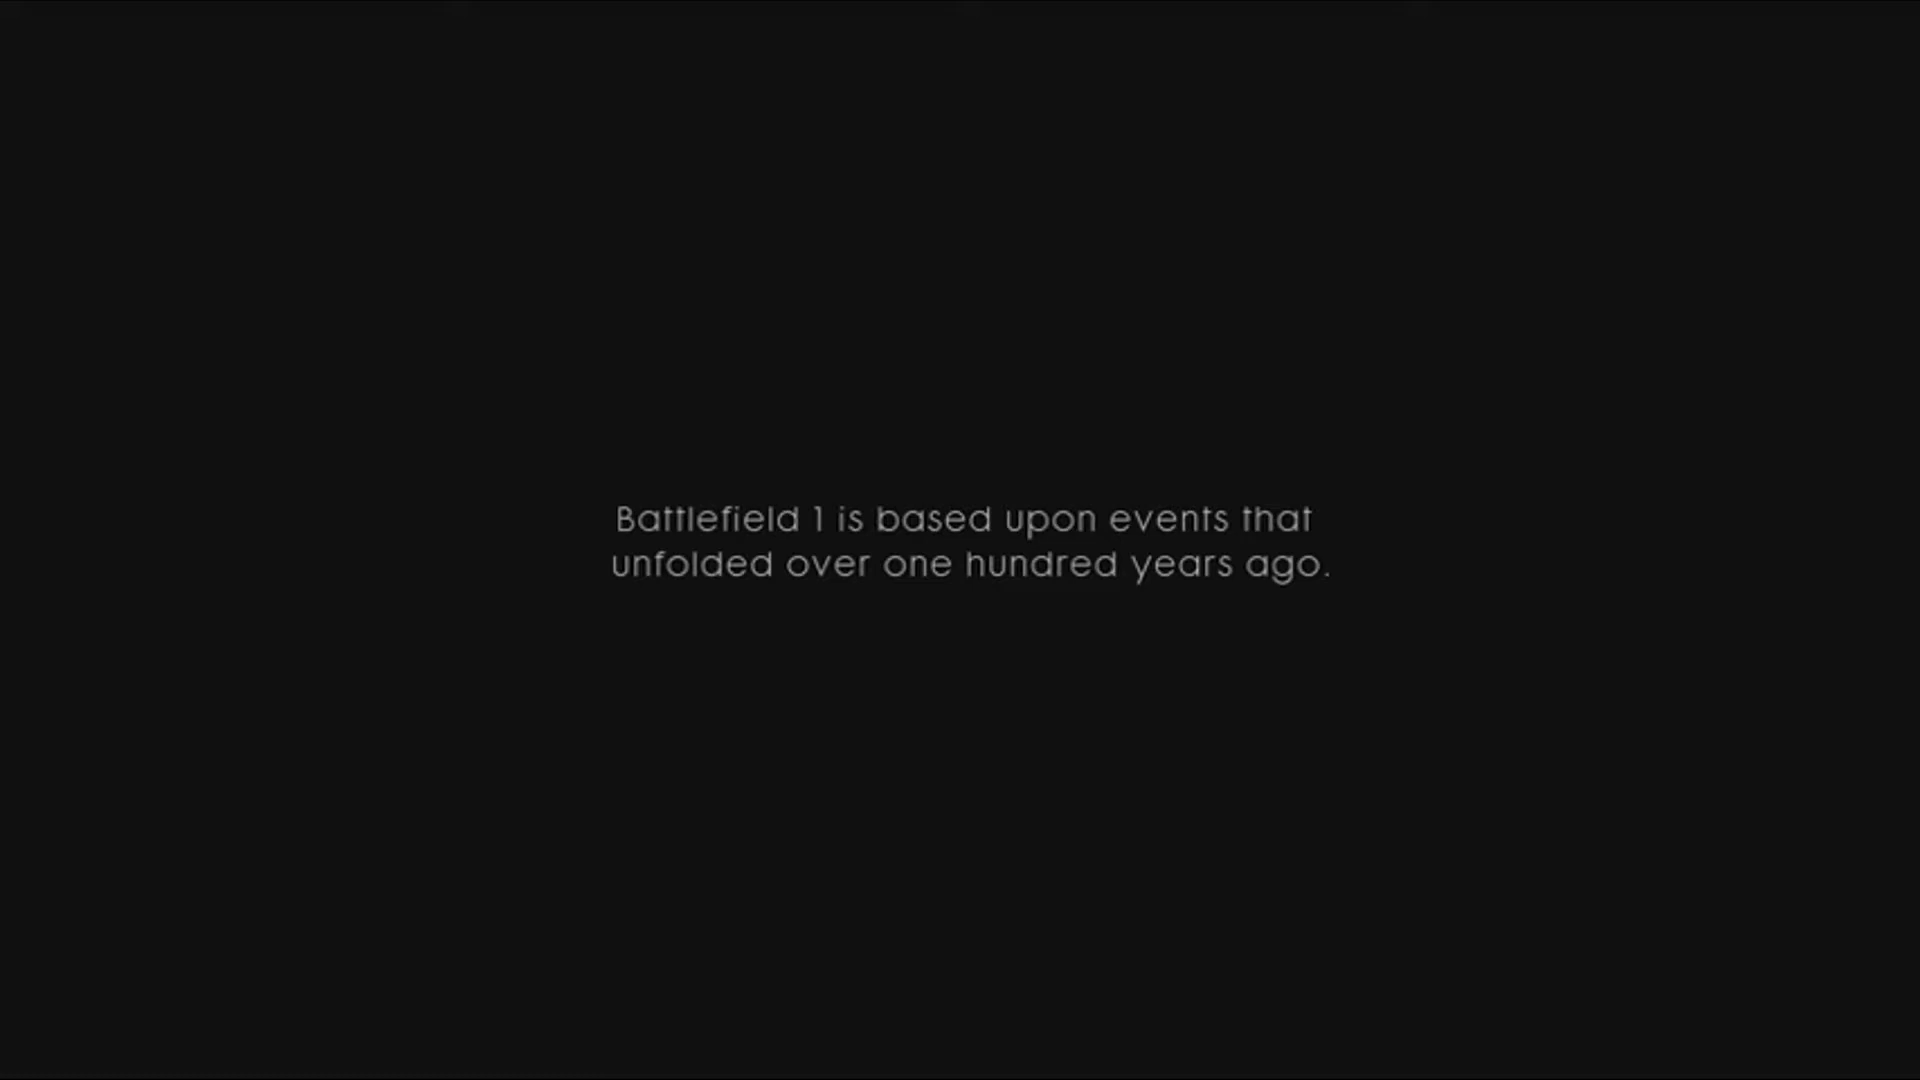 Battlefield 1 is based upon events that
unfolded over one hundred years ago.